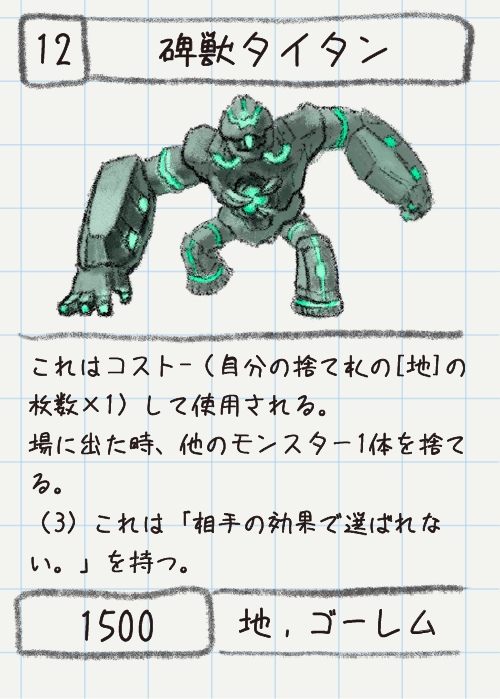 12
碑獣タイタン
これはコスト-（自分の捨て札の[地]の
枚数×1）して使用される。
場に出た時、他のモンスター1体を捨て
る。
（3）これは「相手の効果で選ばれな
い。」を持つ。
1500
地，ゴーレム